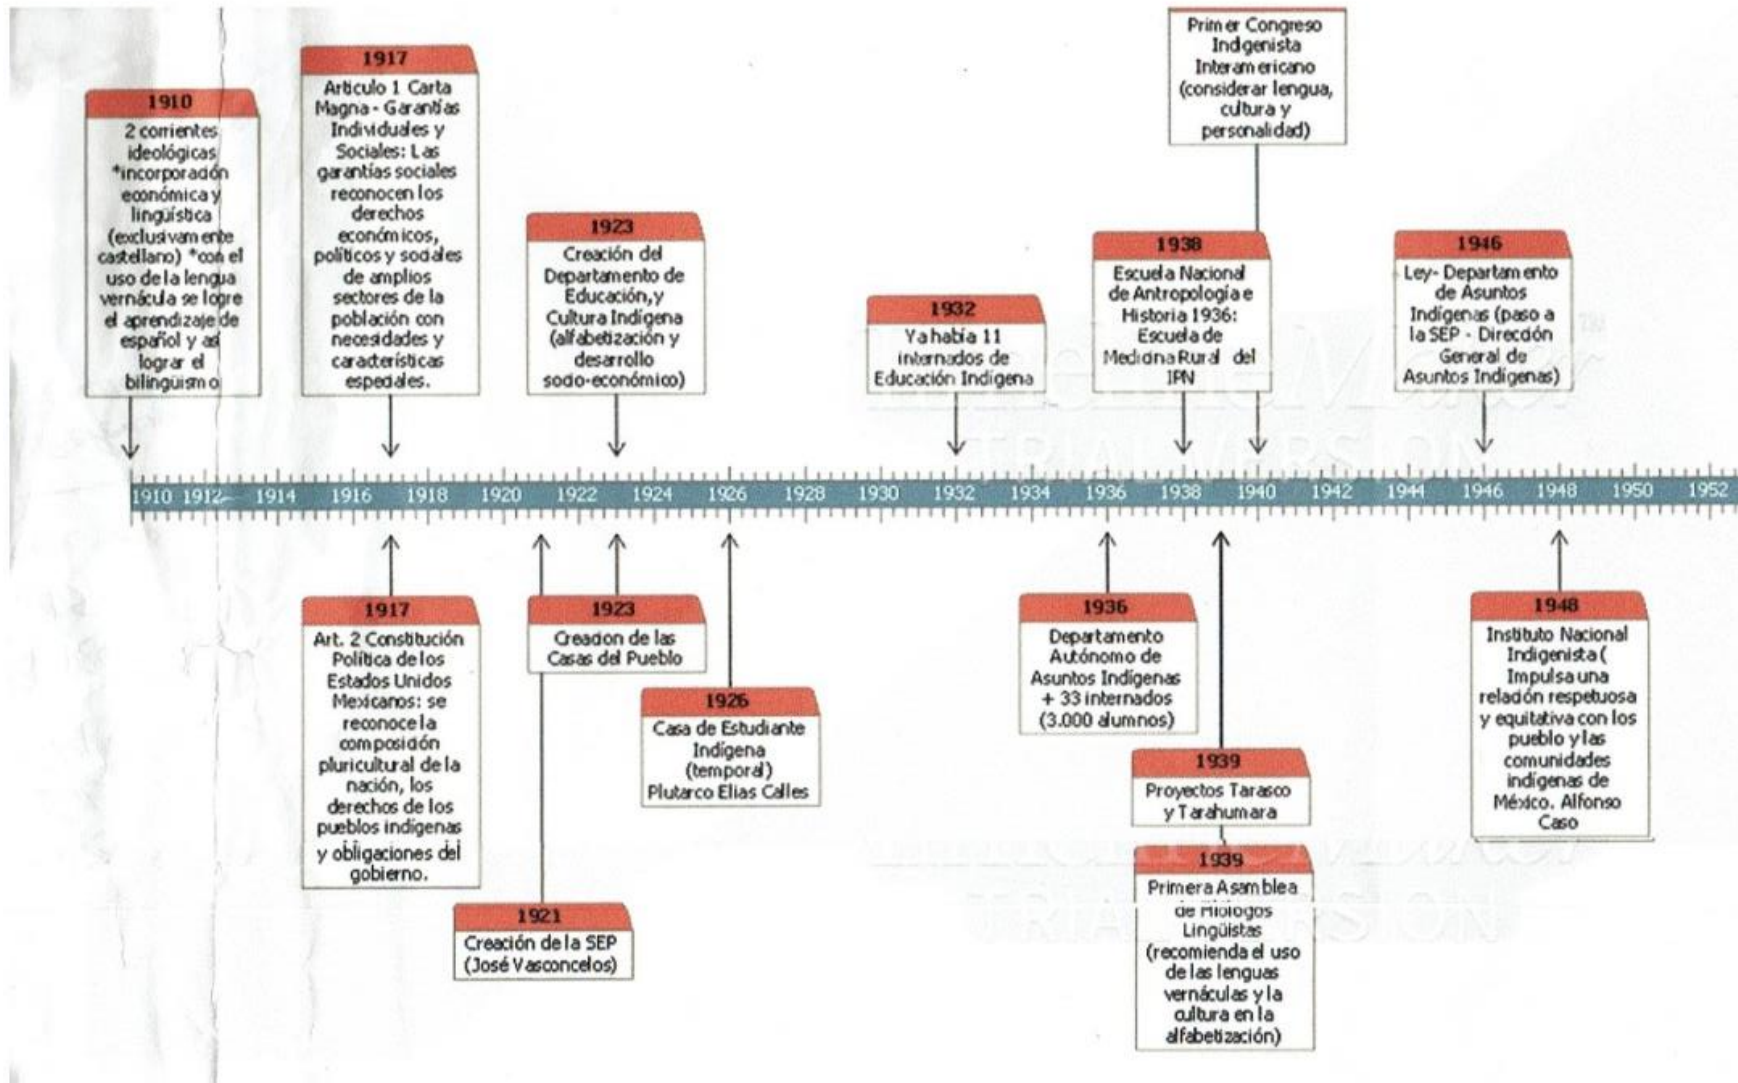 Primer Congreso
Indigenista
Interamericano
(considerar lengua,
cultura y
personalidad)
1917
Articulo 1 Carta
Magna - Garantías
Individuales y
Sociales: Las
garantías sociales
reconocen los
derechos
económicos,
políticos y sociales
de amplios
sectores de la
población con
necesidades y
características
especiales.
1910
2 corrientes
ideológicas
*incorporación
económica y
lingüística
(exclusivamente
castellano) *con el
uso de la lengua
vernácula se logre
el aprendizaje de
español y así
lograr el
bilingüismo
1923
Creación del
Departamento de
Educación, y
Cultura Indígena
(alfabetización y
desarrollo
socio-económico)
1932
Ya había 11
internados de
Educación Indígena
1938
Escuela Nacional
de Antropología e
Historia 1936:
Escuela de
Medicina Rural del
IPN
1946
Ley- Departamento
de Asuntos
Indígenas (paso a
la SEP - Dirección
General de
Asuntos Indígenas)
TRIAL VERSION
1910 1912 1914 1916 1918 1920 1922 1924 1926 1928 1930 1932 1934 1936 1938 1940 1942 1944 1946 1948 1950 1952
1917
Art. 2 Constitución
Política de los
Estados Unidos
Mexicanos: se
reconoce la
composición
pluricultural de la
nación, los
derechos de los
pueblos indígenas
y obligaciones del
gobierno.
1921
Creación de la SEP
(José Vasconcelos)
1923
Creacion de las
Casas del Pueblo
1926
Casa de Estudiante
Indígena
(temporal)
Plutarco Elias Calles
1936
Departamento
Autónomo de
Asuntos Indígenas
+ 33 internados
(3.000 alumnos)
1939
Proyectos Tarasco
y Tarahumara
1939
Primera Asamblea
de Filólogos
Lingüistas
(recomienda el uso
de las lenguas
vernáculas y la
cultura en la
alfabetización)
1948
Instituto Nacional
Indigenista (
Impulsa una
relación respetuosa
y equitativa con los
pueblo y las
comunidades
indígenas de
México. Alfonso
Caso
TRIAL VERSION